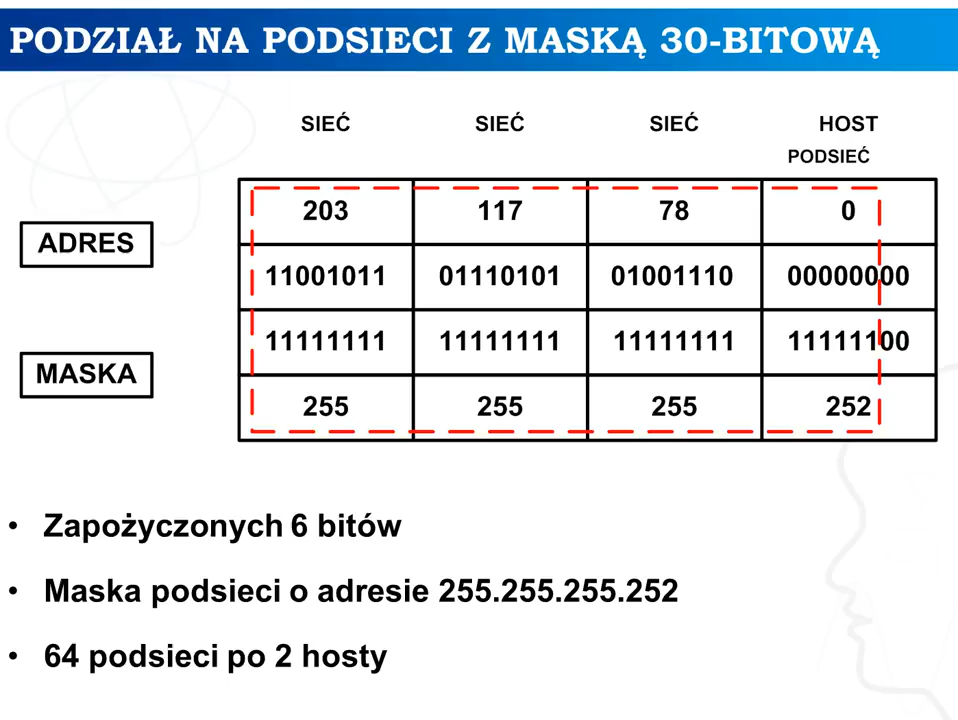 PODZIAŁ NA PODSIECI Z MASKĄ 30-BITOWĄ
SIEĆ SIEĆ SIEĆ HOST
PODSIEĆ
ADRES
203 117 78 0
11001011 01110101 01001110 00000000
MASKA
11111111 11111111 11111111 11111100
255 255 255 252
• Zapożyczonych 6 bitów
• Maska podsieci o adresie 255.255.255.252
• 64 podsieci po 2 hosty